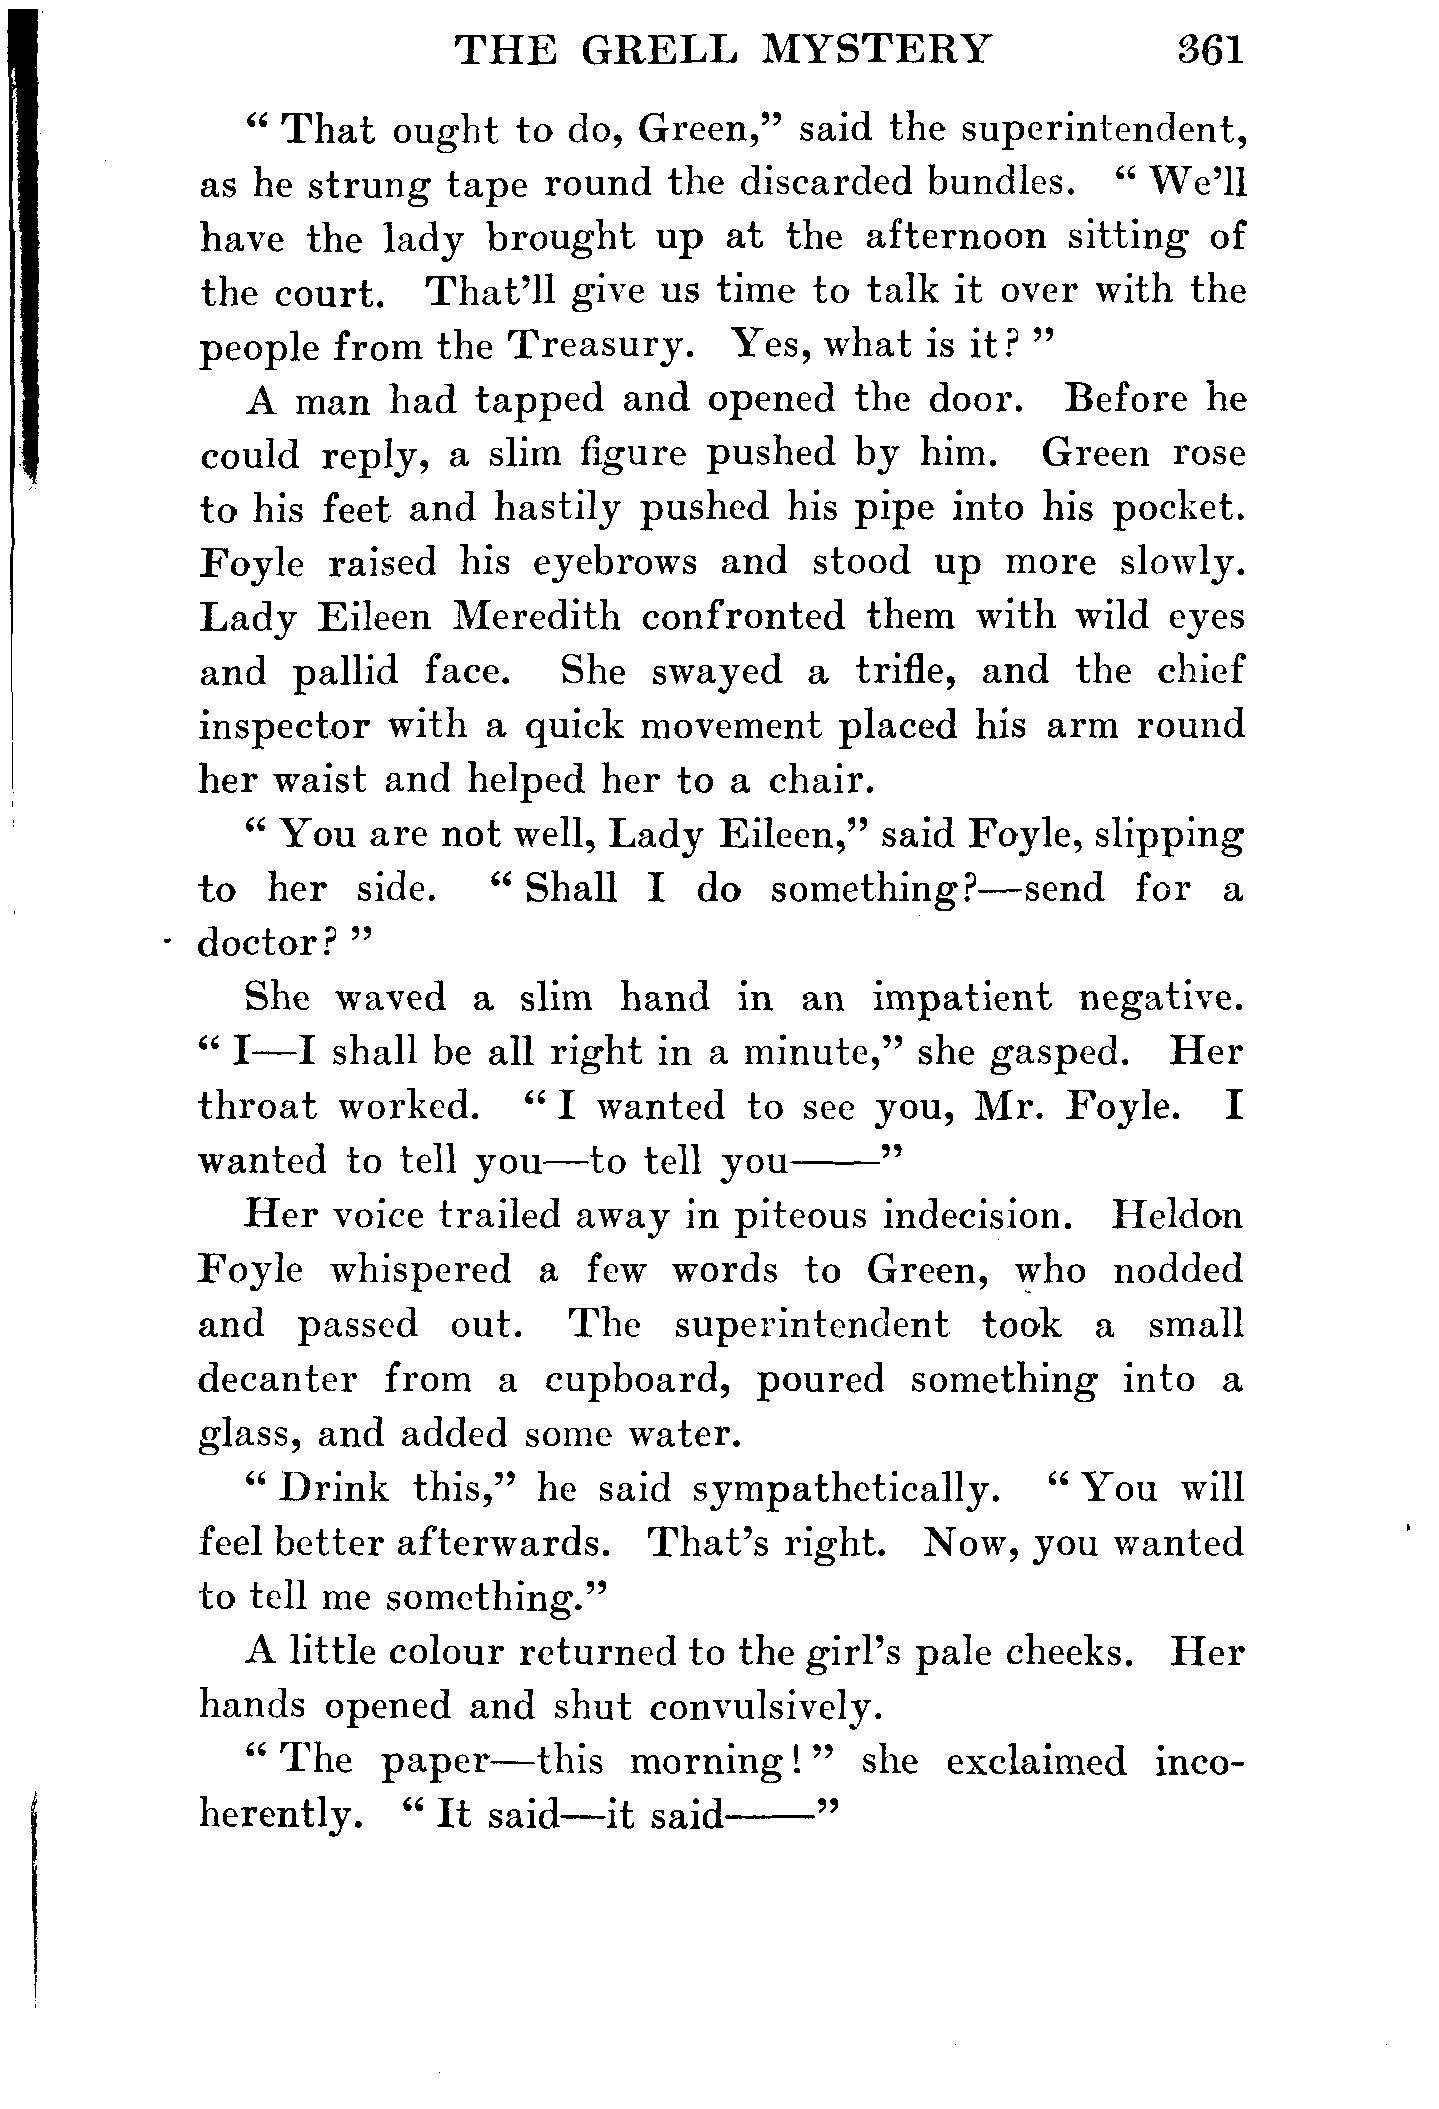 THE GRELL MYSTERY 361
“ That ought to do, Green,” said the superintendent,
as he strung tape round the discarded bundles. “ We’ll
have the lady brought up at the afternoon sitting of
the court. That’ll give us time to talk it over with the
people from the Treasury. Yes, what is it? ”
A man had tapped and opened the door. Before he
could reply, a slim figure pushed by him. Green rose
to his feet and hastily pushed his pipe into his pocket.
Foyle raised his eyebrows and stood up more slowly.
Lady Eileen Meredith confronted them with wild eyes
and pallid face. She swayed a trifle, and the chief
inspector with a quick movement placed his arm round
her waist and helped her to a chair.
“ You are not well, Lady Eileen,” said Foyle, slipping
to her side. “ Shall I do something?—send for a
doctor? ”
She waved a slim hand in an impatient negative.
“ I—I shall be all right in a minute,” she gasped. Her
throat worked. “ I wanted to see you, Mr. Foyle. I
wanted to tell you—to tell you——”
Her voice trailed away in piteous indecision. Heldon
Foyle whispered a few words to Green, who nodded
and passed out. The superintendent took a small
decanter from a cupboard, poured something into a
glass, and added some water.
“ Drink this,” he said sympathetically. “ You will
feel better afterwards. That’s right. Now, you wanted
to tell me something.”
A little colour returned to the girl’s pale cheeks. Her
hands opened and shut convulsively.
“ The paper—this morning! ” she exclaimed inco-
herently. “ It said—it said——”